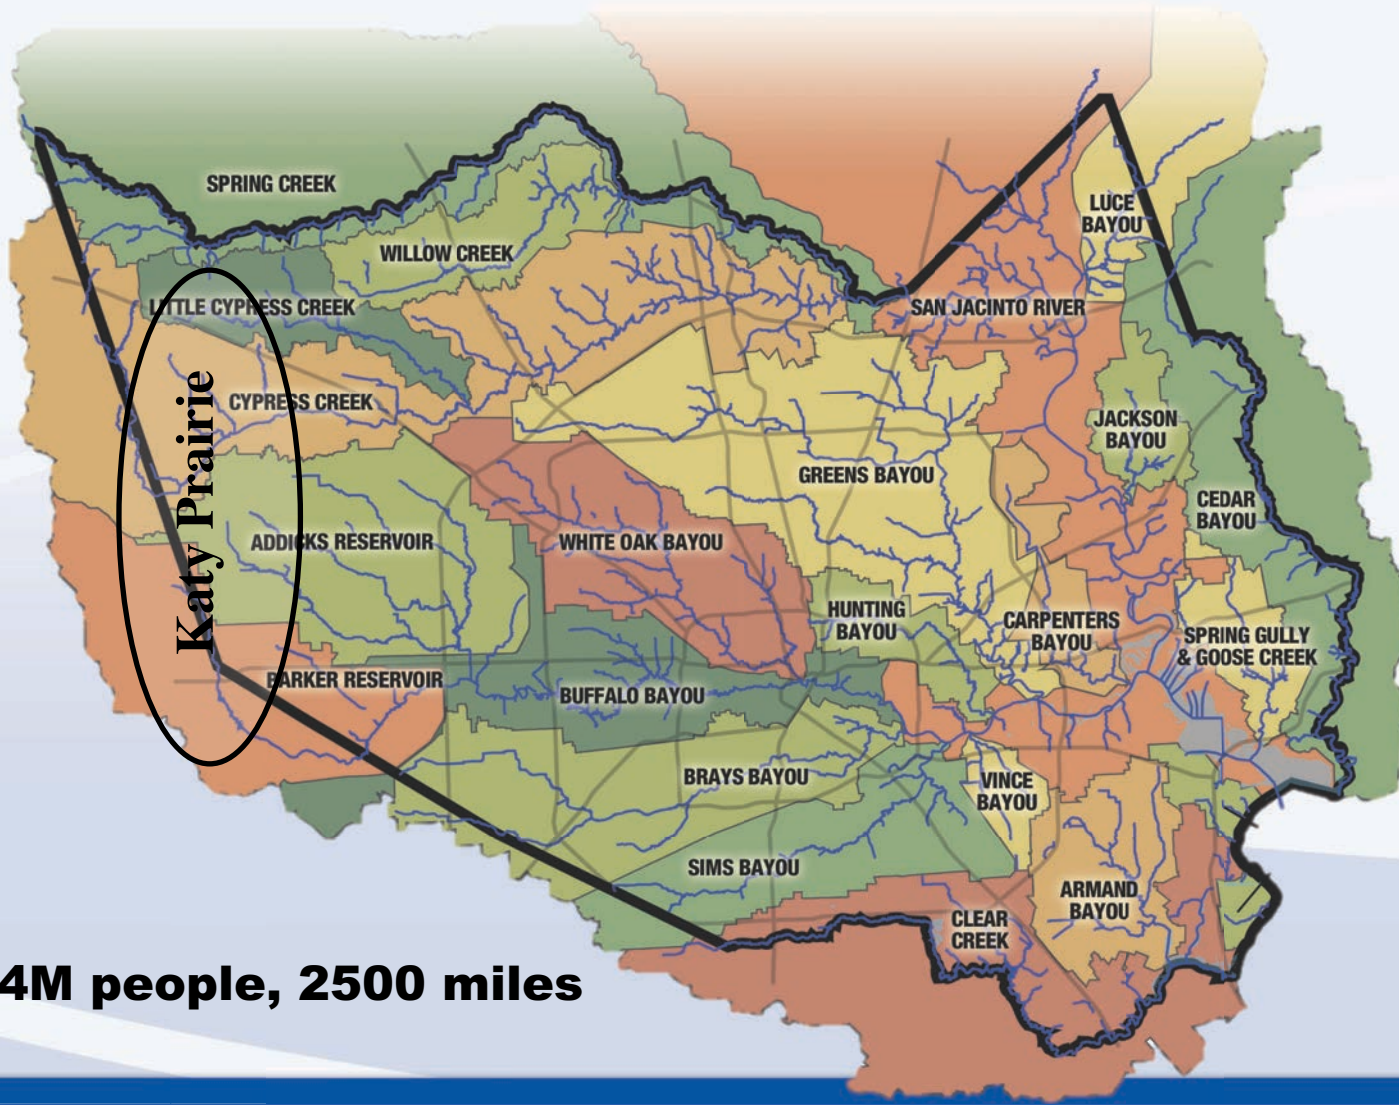 SPRING CREEK
LUCE
BAYOU
WILLOW CREEK
LITTLE CYPRESS CREEK
SAN JACINTO RIVER
Katy Prairie
CYPRESS CREEK
JACKSON
BAYOU
GREENS BAYOU
CEDAR
BAYOU
ADDICKS RESERVOIR
WHITE OAK BAYOU
HUNTING
BAYOU
CARPENTERS
BAYOU
SPRING GULLY
& GOOSE CREEK
BARKER RESERVOIR
BUFFALO BAYOU
BRAYS BAYOU
VINCE
BAYOU
SIMS BAYOU
ARMAND
BAYOU
CLEAR
CREEK
4M people, 2500 miles